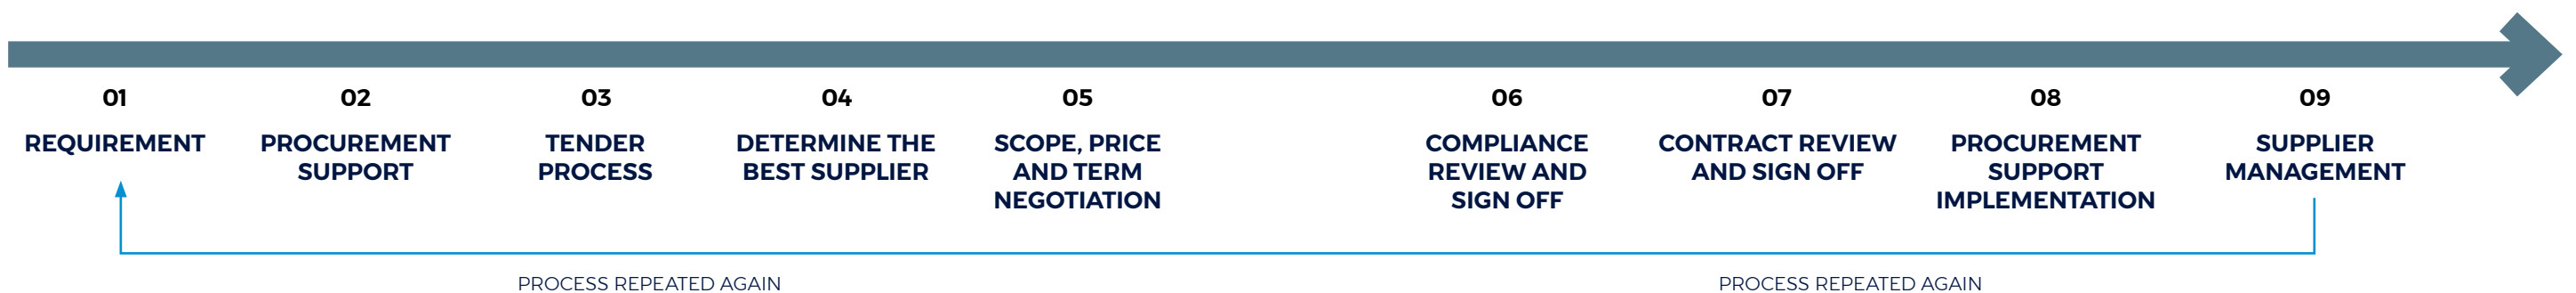 01
REQUIREMENT
02
PROCUREMENT
SUPPORT
03
TENDER
PROCESS
04
DETERMINE THE
BEST SUPPLIER
05
SCOPE, PRICE
AND TERM
NEGOTIATION
06
COMPLIANCE
REVIEW AND
SIGN OFF
07
CONTRACT REVIEW
AND SIGN OFF
08
PROCUREMENT
SUPPORT
IMPLEMENTATION
09
SUPPLIER
MANAGEMENT
PROCESS REPEATED AGAIN
PROCESS REPEATED AGAIN